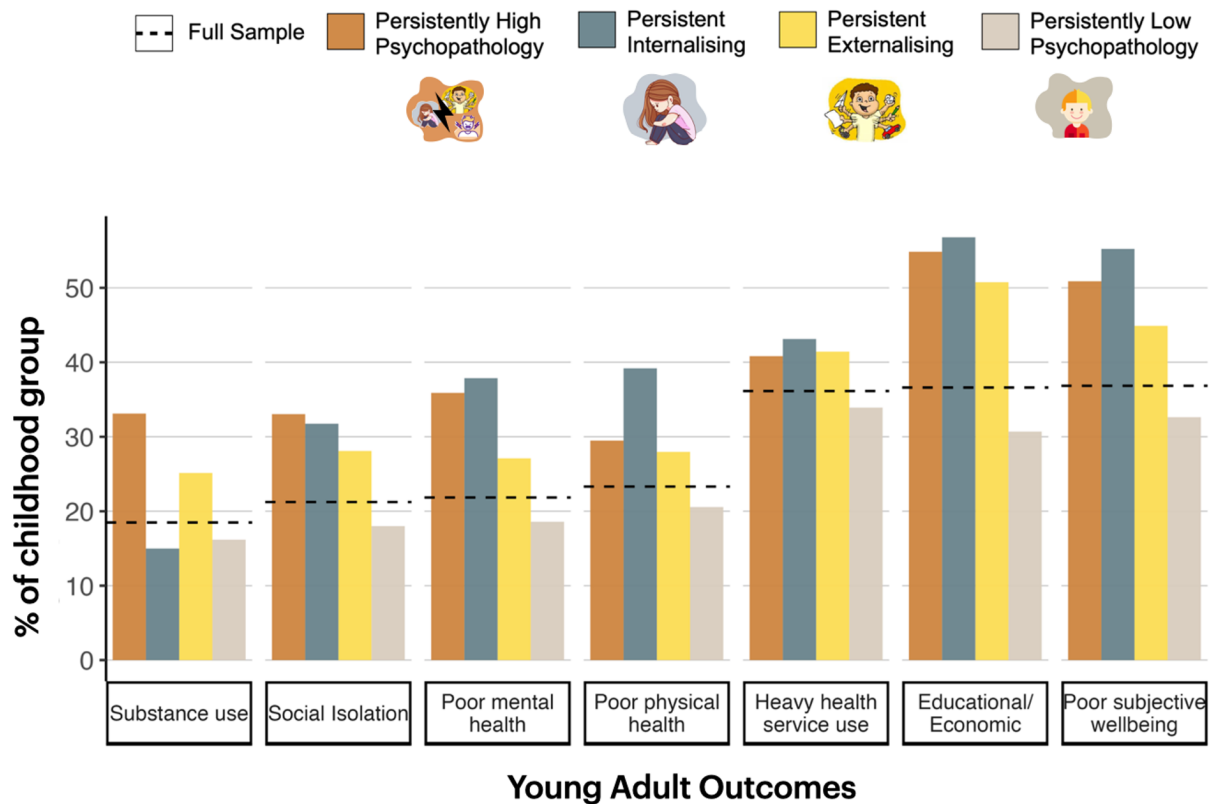 Full Sample
Persistently High
Psychopathology
Persistent
Internalising
Persistent
Externalising
Persistently Low
Psychopathology
% of childhood group
50
40
30
20
10
0
Substance use
Social Isolation
Poor mental
health
Poor physical
health
Heavy health
service use
Educational/
Economic
Poor subjective
wellbeing
Young Adult Outcomes